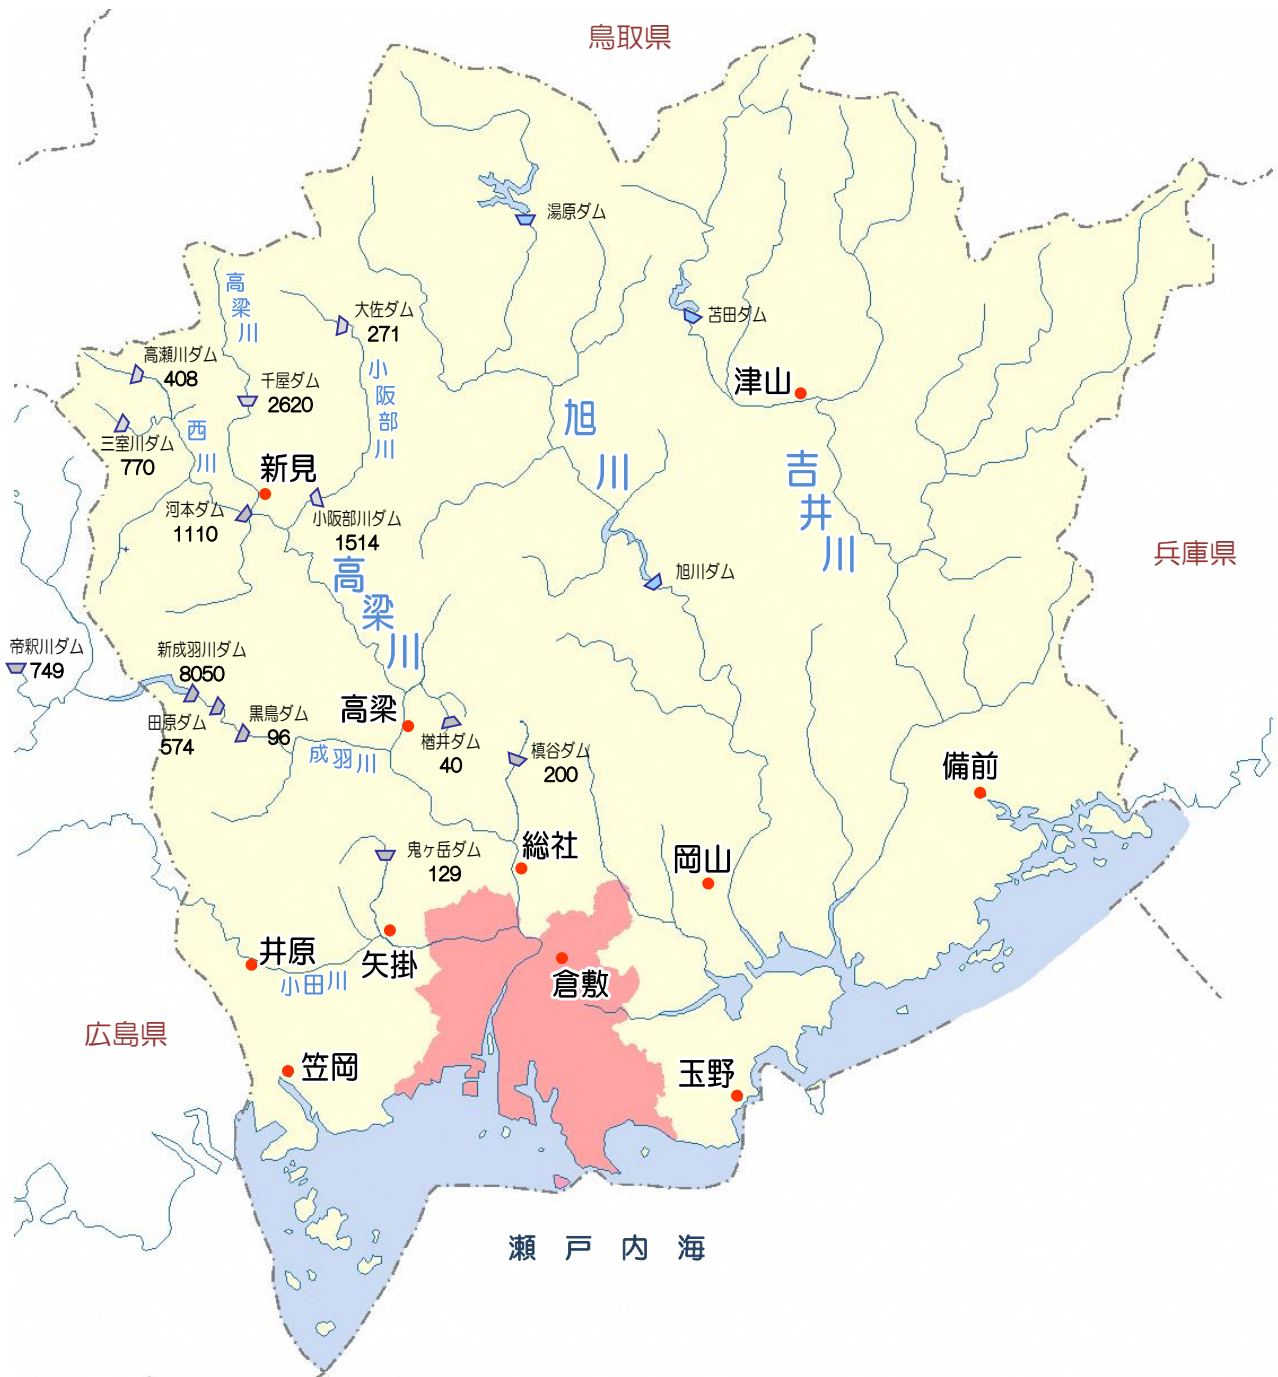 鳥取県
湯原ダム
高梁川
大佐ダム
271
苫田ダム
高瀬川ダム
408
千屋ダム
2620
小阪部川
津山
旭川
西川
三室川ダム
770
新見
吉井川
河本ダム
1110
小阪部川ダム
1514
高梁川
兵庫県
旭川ダム
帝釈川ダム
749
新成羽川ダム
8050
田原ダム
574
黒鳥ダム
96
高梁
成羽川
楢井ダム
40
槙谷ダム
200
備前
鬼ヶ岳ダム
129
総社
岡山
井原
矢掛
小田川
倉敷
広島県
笠岡
玉野
瀬戸内海